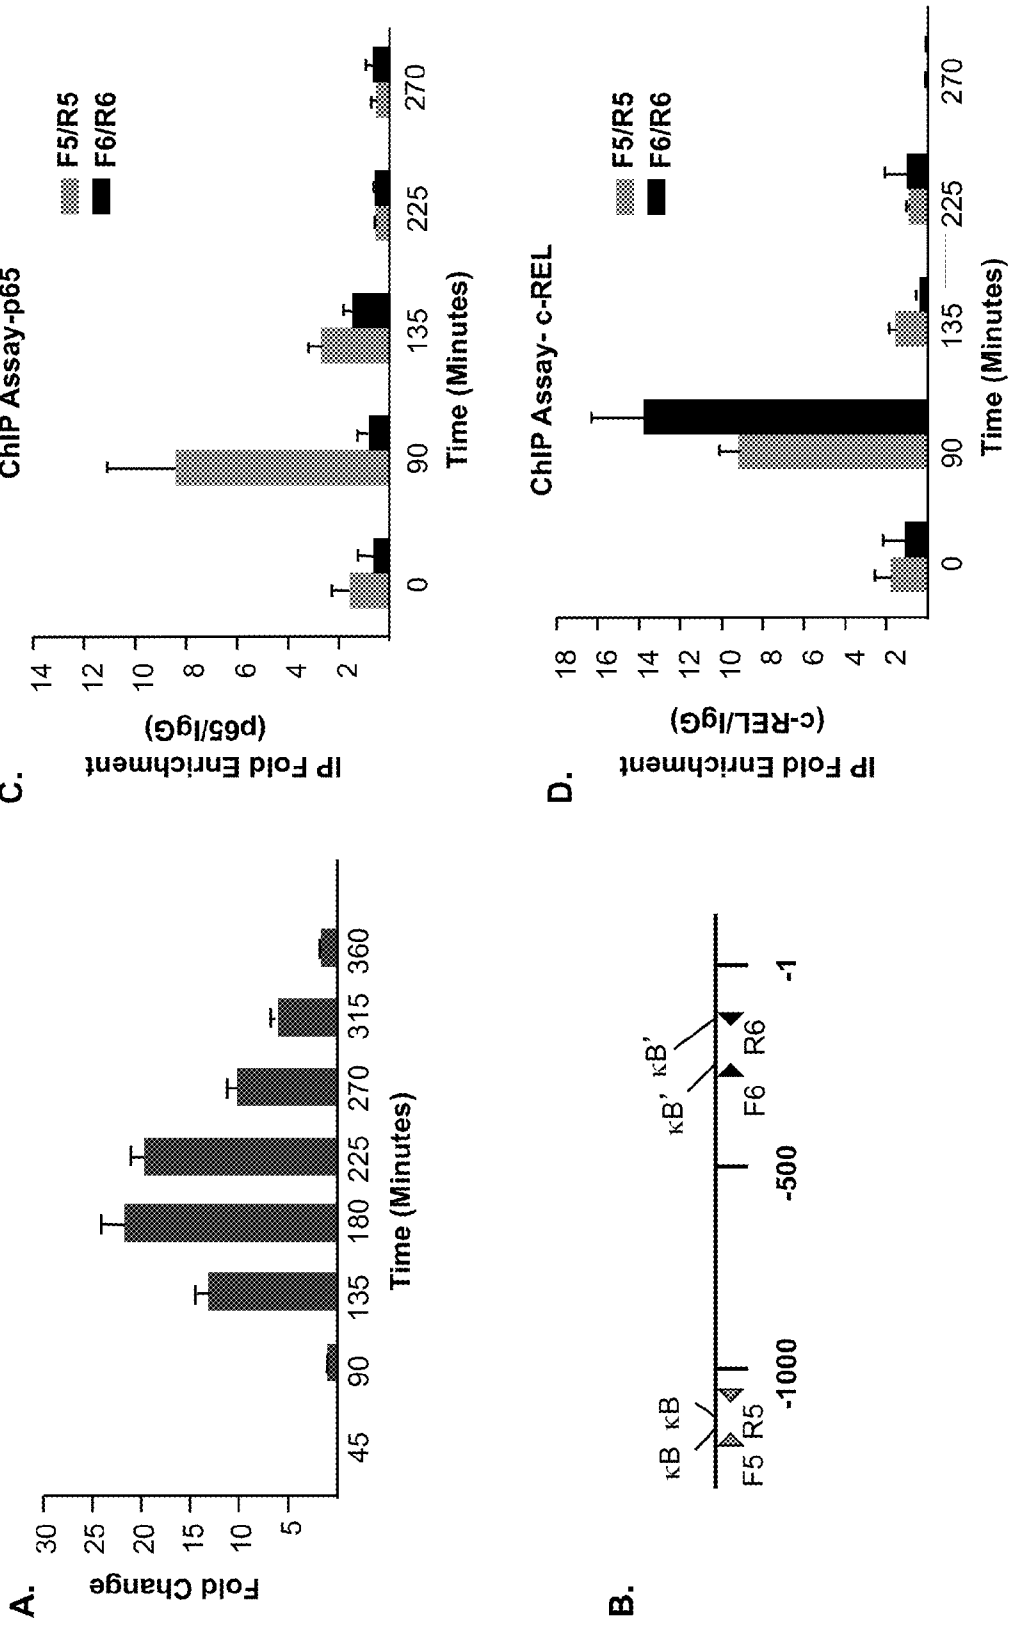 A.
Fold Change
30
25
20
15
10
5
45 90 135 180 225 270 315 360
Time (Minutes)
B.
κB κB κB' κB'
F5 R5 F6 R6
-1000 -500 -1
C.
ChIP Assay-p65
F5/R5
F6/R6
IP Fold Enrichment
(p65/IgG)
14
12
10
8
6
4
2
0 90 135 225 270
Time (Minutes)
D.
ChIP Assay- c-REL
F5/R5
F6/R6
IP Fold Enrichment
(c-REL/IgG)
18
16
14
12
10
8
6
4
2
0 90 135 225 270
Time (Minutes)